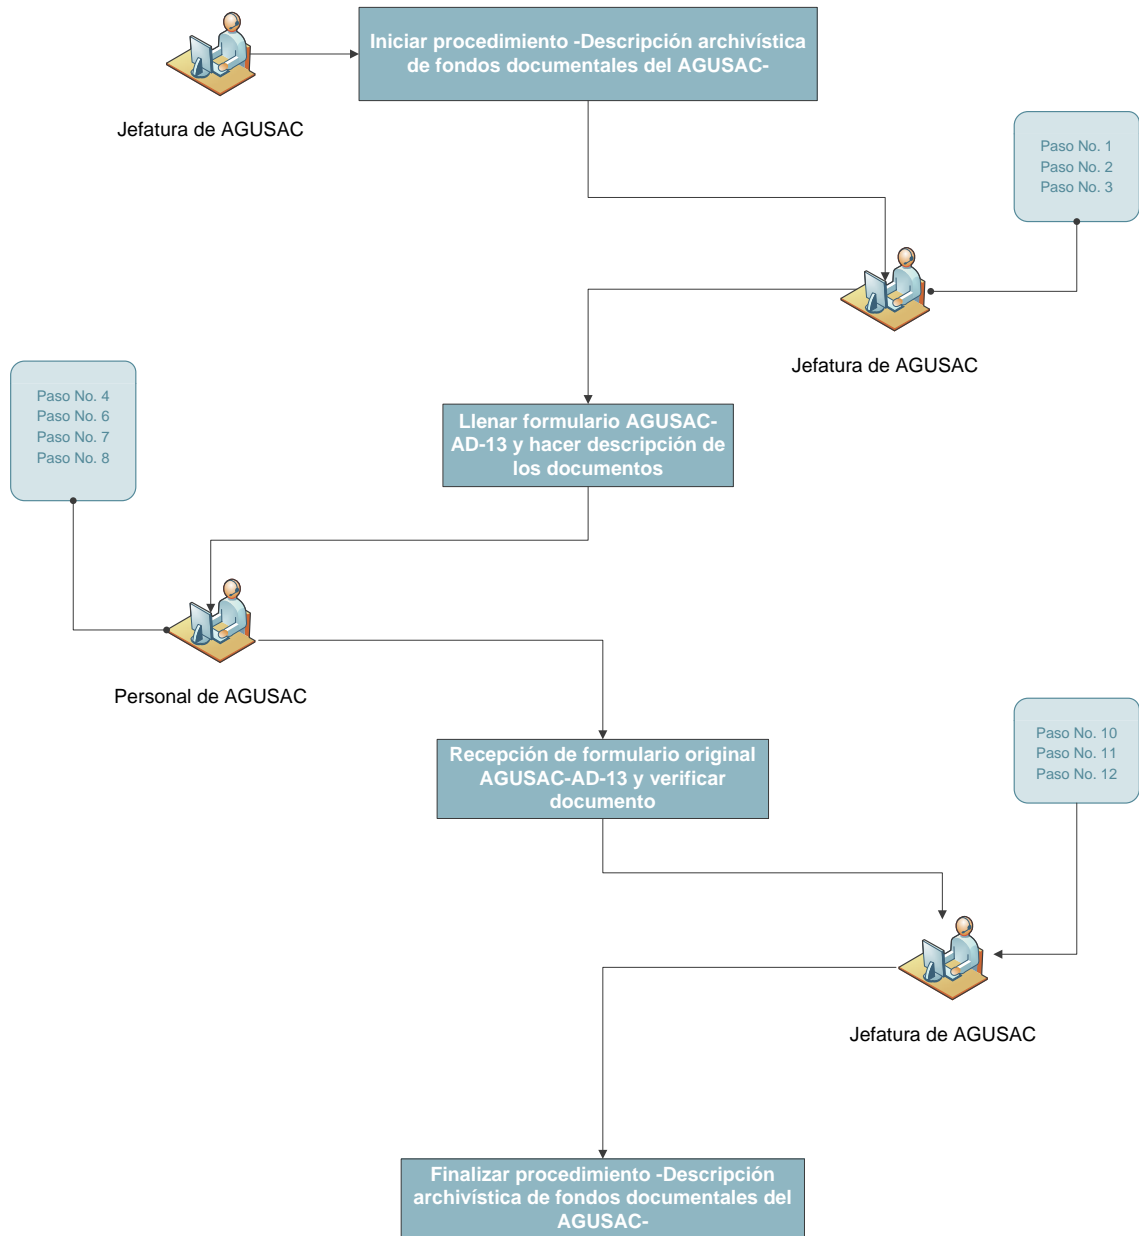 Iniciar procedimiento -Descripción archivística
de fondos documentales del AGUSAC-
Jefatura de AGUSAC
Paso No. 1
Paso No. 2
Paso No. 3
Jefatura de AGUSAC
Paso No. 4
Paso No. 6
Paso No. 7
Paso No. 8
Llenar formulario AGUSAC-
AD-13 y hacer descripción de
los documentos
Personal de AGUSAC
Recepción de formulario original
AGUSAC-AD-13 y verificar
documento
Paso No. 10
Paso No. 11
Paso No. 12
Jefatura de AGUSAC
Finalizar procedimiento -Descripción
archivística de fondos documentales del
AGUSAC-